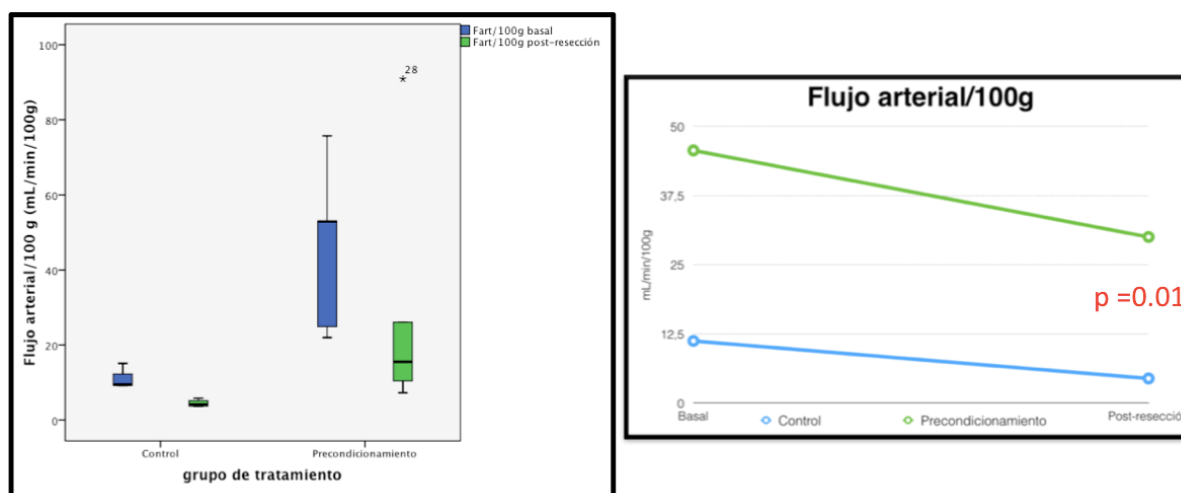 Fart/100g basal
Fart/100g post-resección
Flujo arterial/100 g (mL/min/100g)
100
80
60
40
20
0
*28
Control
Precondicionamiento
grupo de tratamiento
Flujo arterial/100g
mL/min/100g
50
37,5
25
12,5
0
p =0.01
Basal
Post-resecció
Control
Precondicionamiento